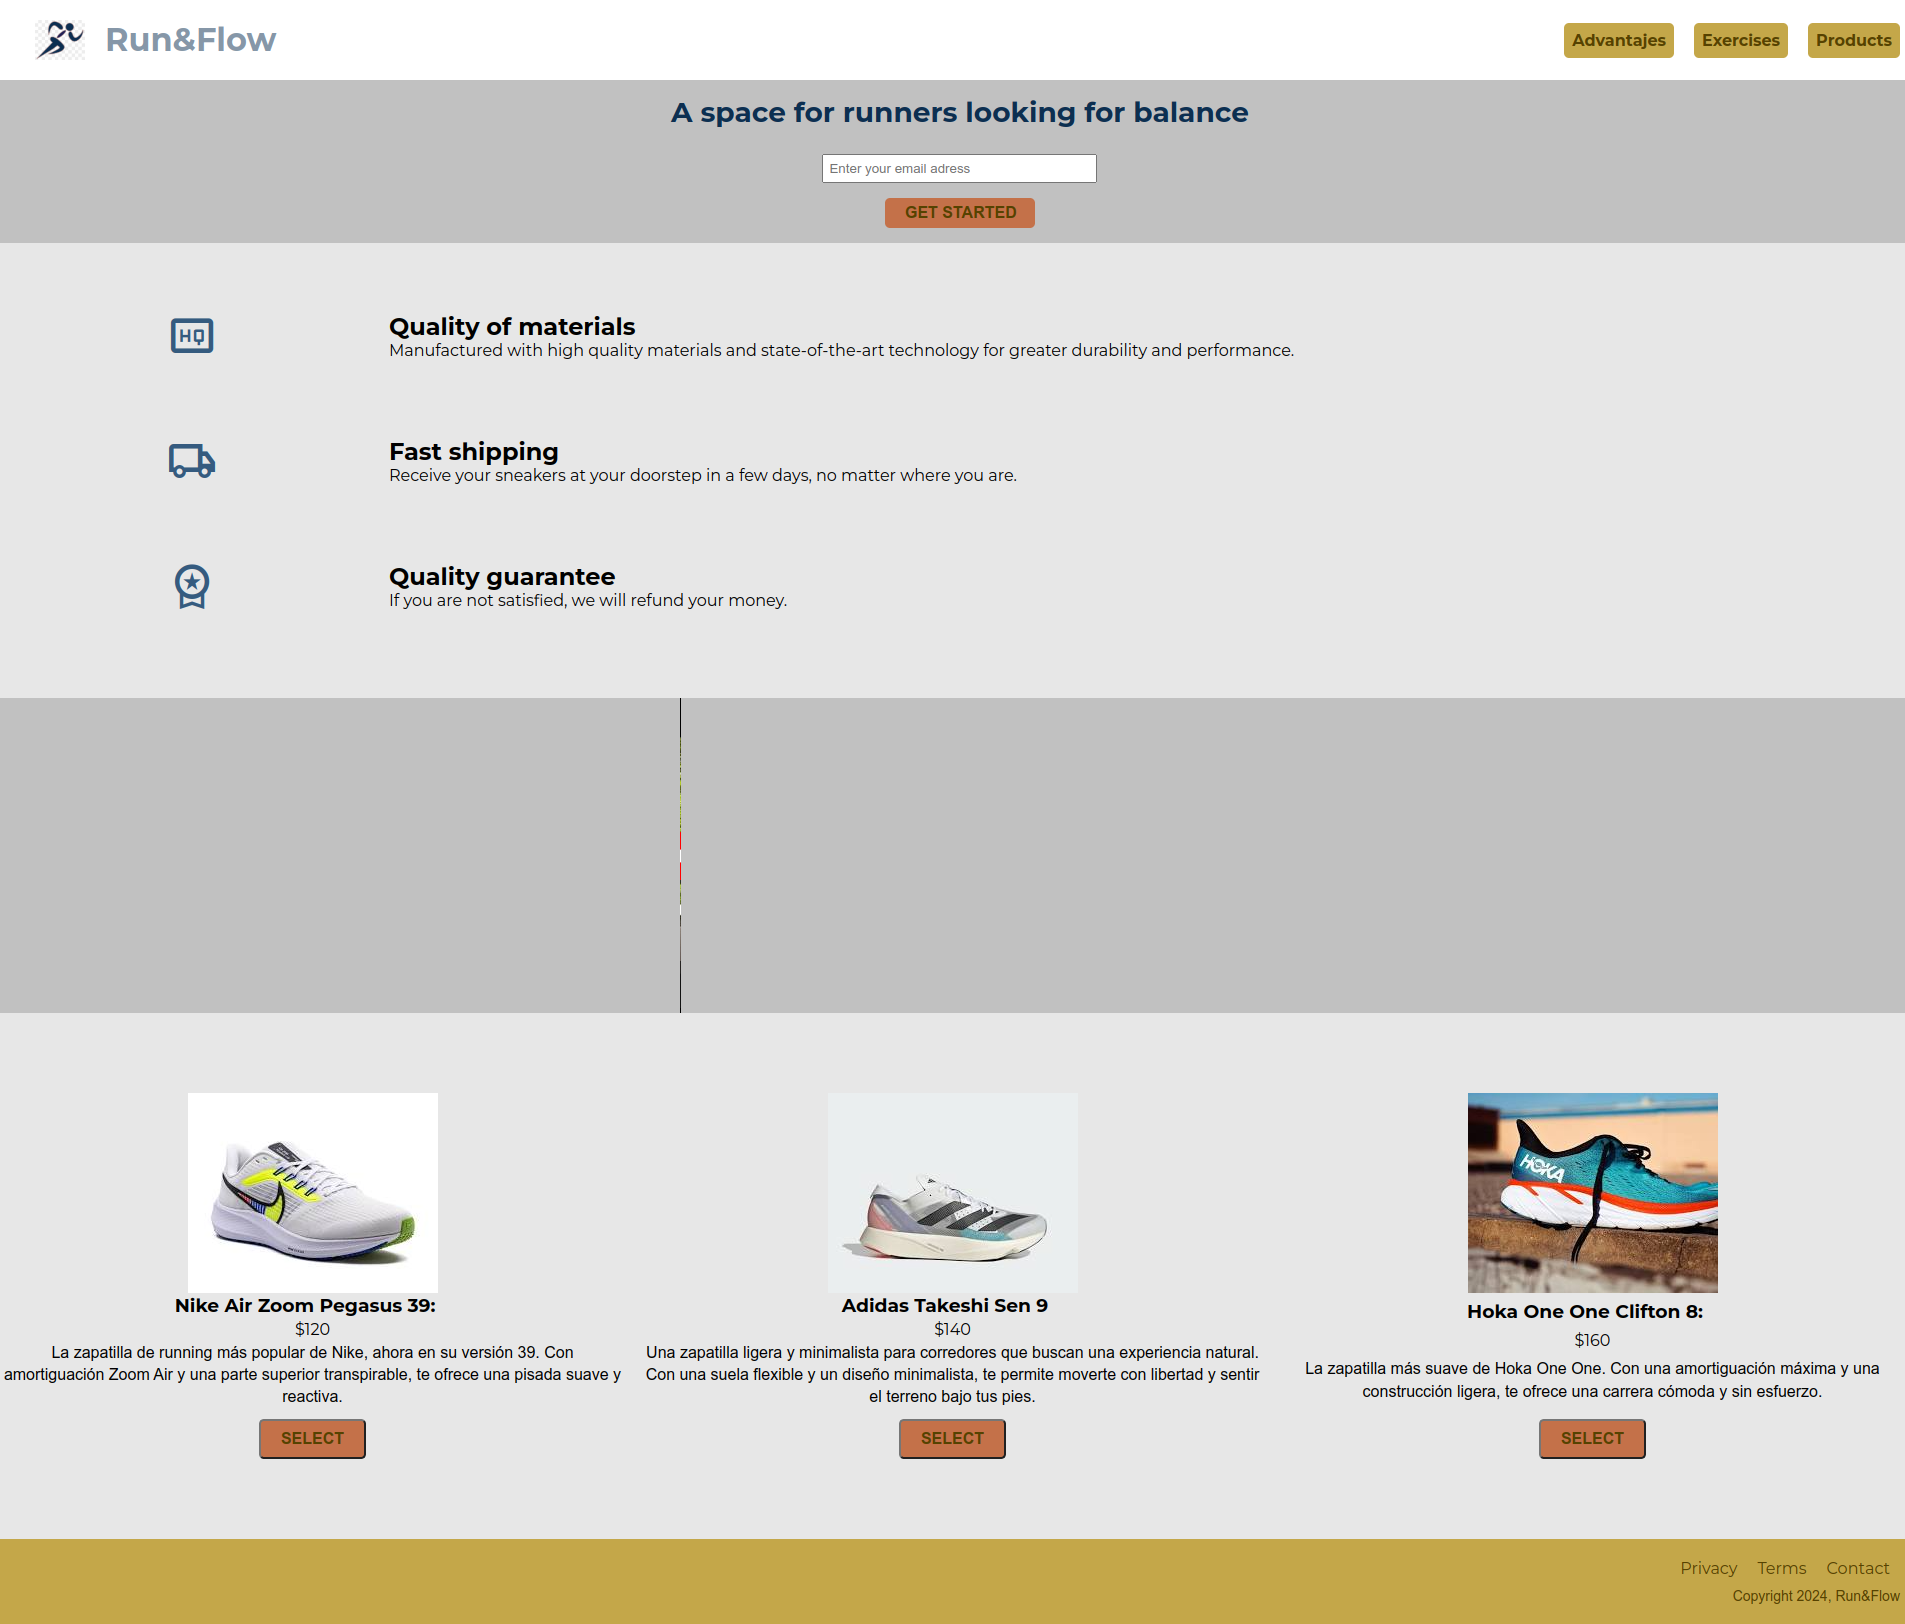 Run&Flow
Advantajes
Exercises
Products
A space for runners looking for balance
Enter your email adress
GET STARTED
HQ
Quality of materials
Manufactured with high quality materials and state-of-the-art technology for greater durability and performance.
Fast shipping
Receive your sneakers at your doorstep in a few days, no matter where you are.
Quality guarantee
If you are not satisfied, we will refund your money.
HOKA
Nike Air Zoom Pegasus 39:
$120
La zapatilla de running más popular de Nike, ahora en su versión 39. Con
amortiguación Zoom Air y una parte superior transpirable, te ofrece una pisada suave y
reactiva.
SELECT
Adidas Takeshi Sen 9
$140
Una zapatilla ligera y minimalista para corredores que buscan una experiencia natural.
Con una suela flexible y un diseño minimalista, te permite moverte con libertad y sentir
el terreno bajo tus pies.
SELECT
Hoka One One Clifton 8:
$160
La zapatilla más suave de Hoka One One. Con una amortiguación máxima y una
construcción ligera, te ofrece una carrera cómoda y sin esfuerzo.
SELECT
Privacy
Terms
Contact
Copyright 2024, Run&Flow